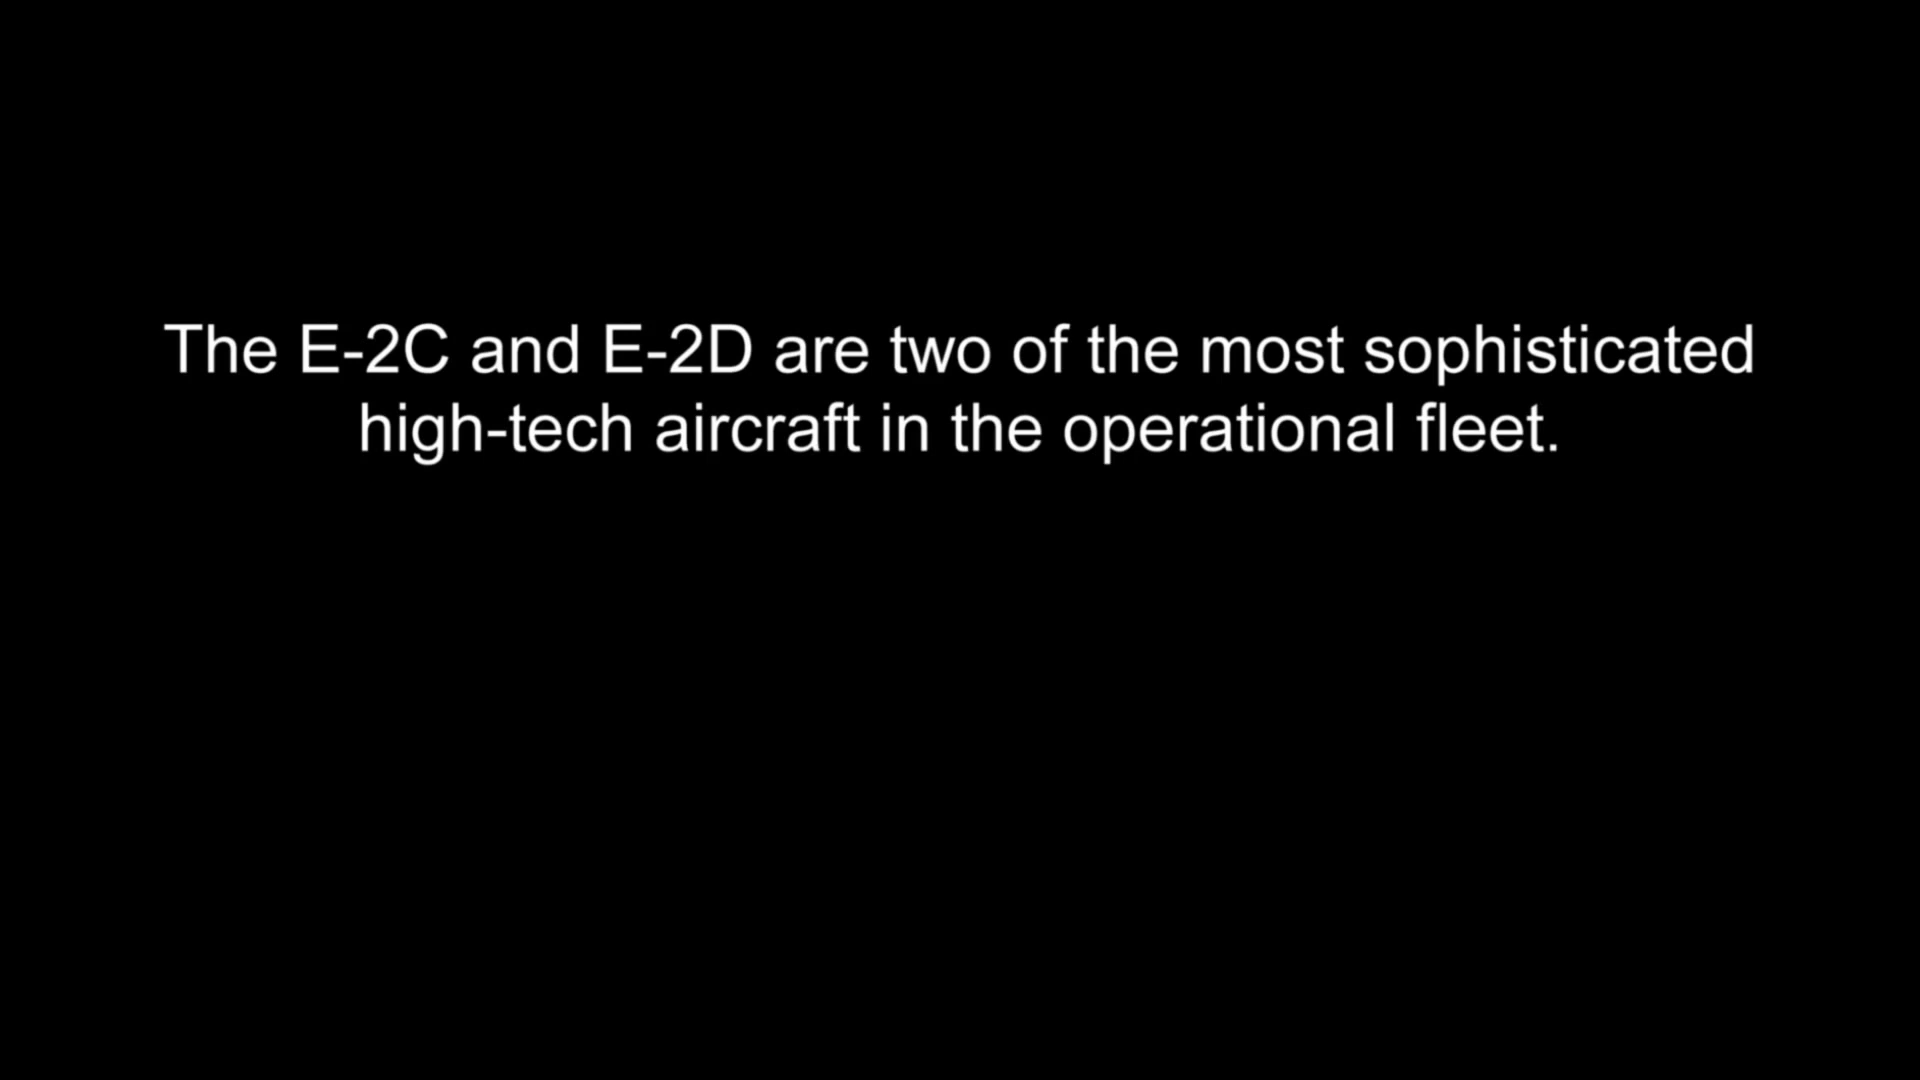 The E-2C and E-2D are two of the most sophisticated
high-tech aircraft in the operational fleet.